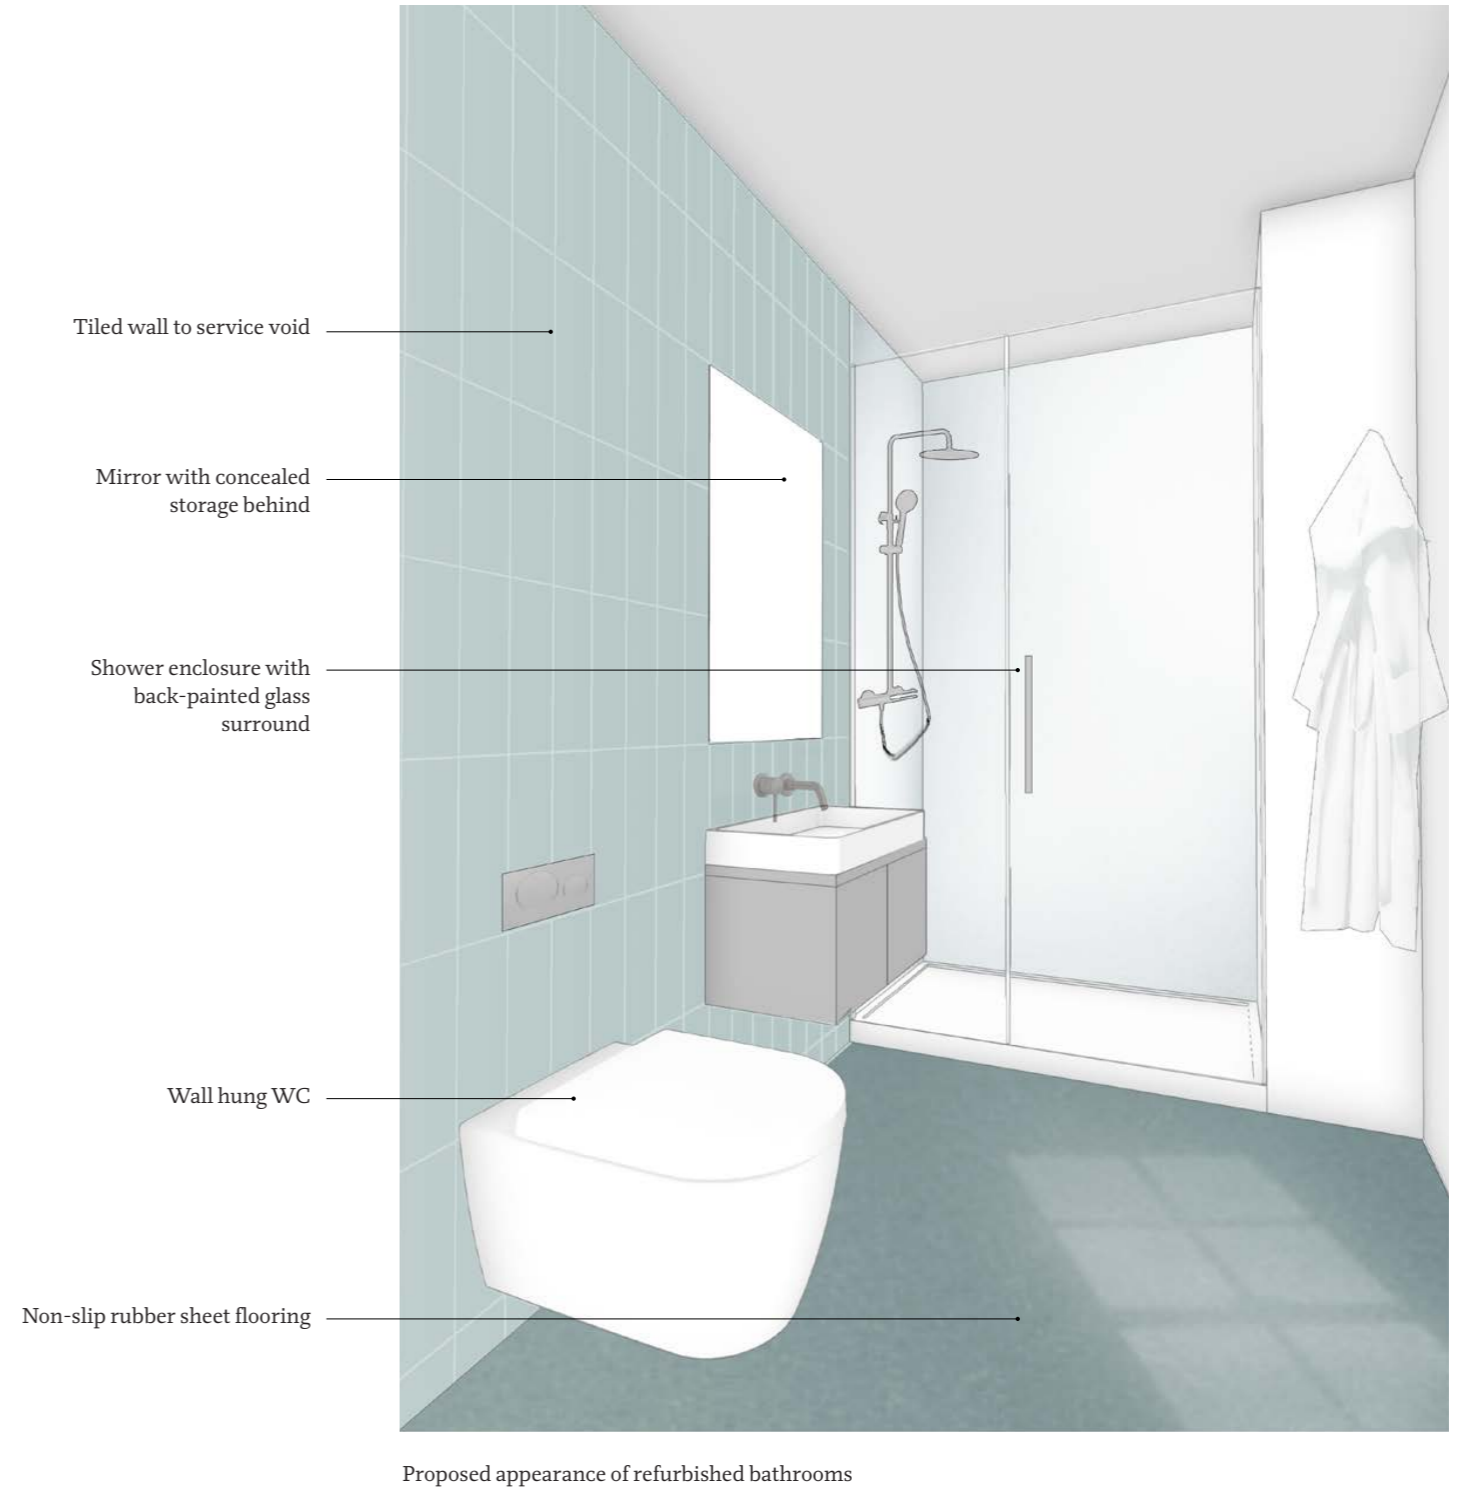 Tiled wall to service void
Mirror with concealed
storage behind
Shower enclosure with
back-painted glass
surround
Wall hung WC
Non-slip rubber sheet flooring
Proposed appearance of refurbished bathrooms